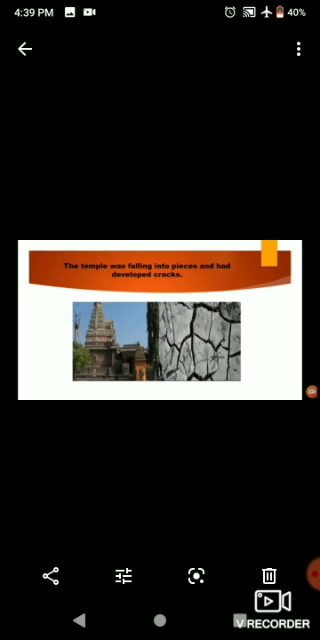 4:39 PM
40%
The temple was falling into pieces and had
developed cracks.
V RECORDER